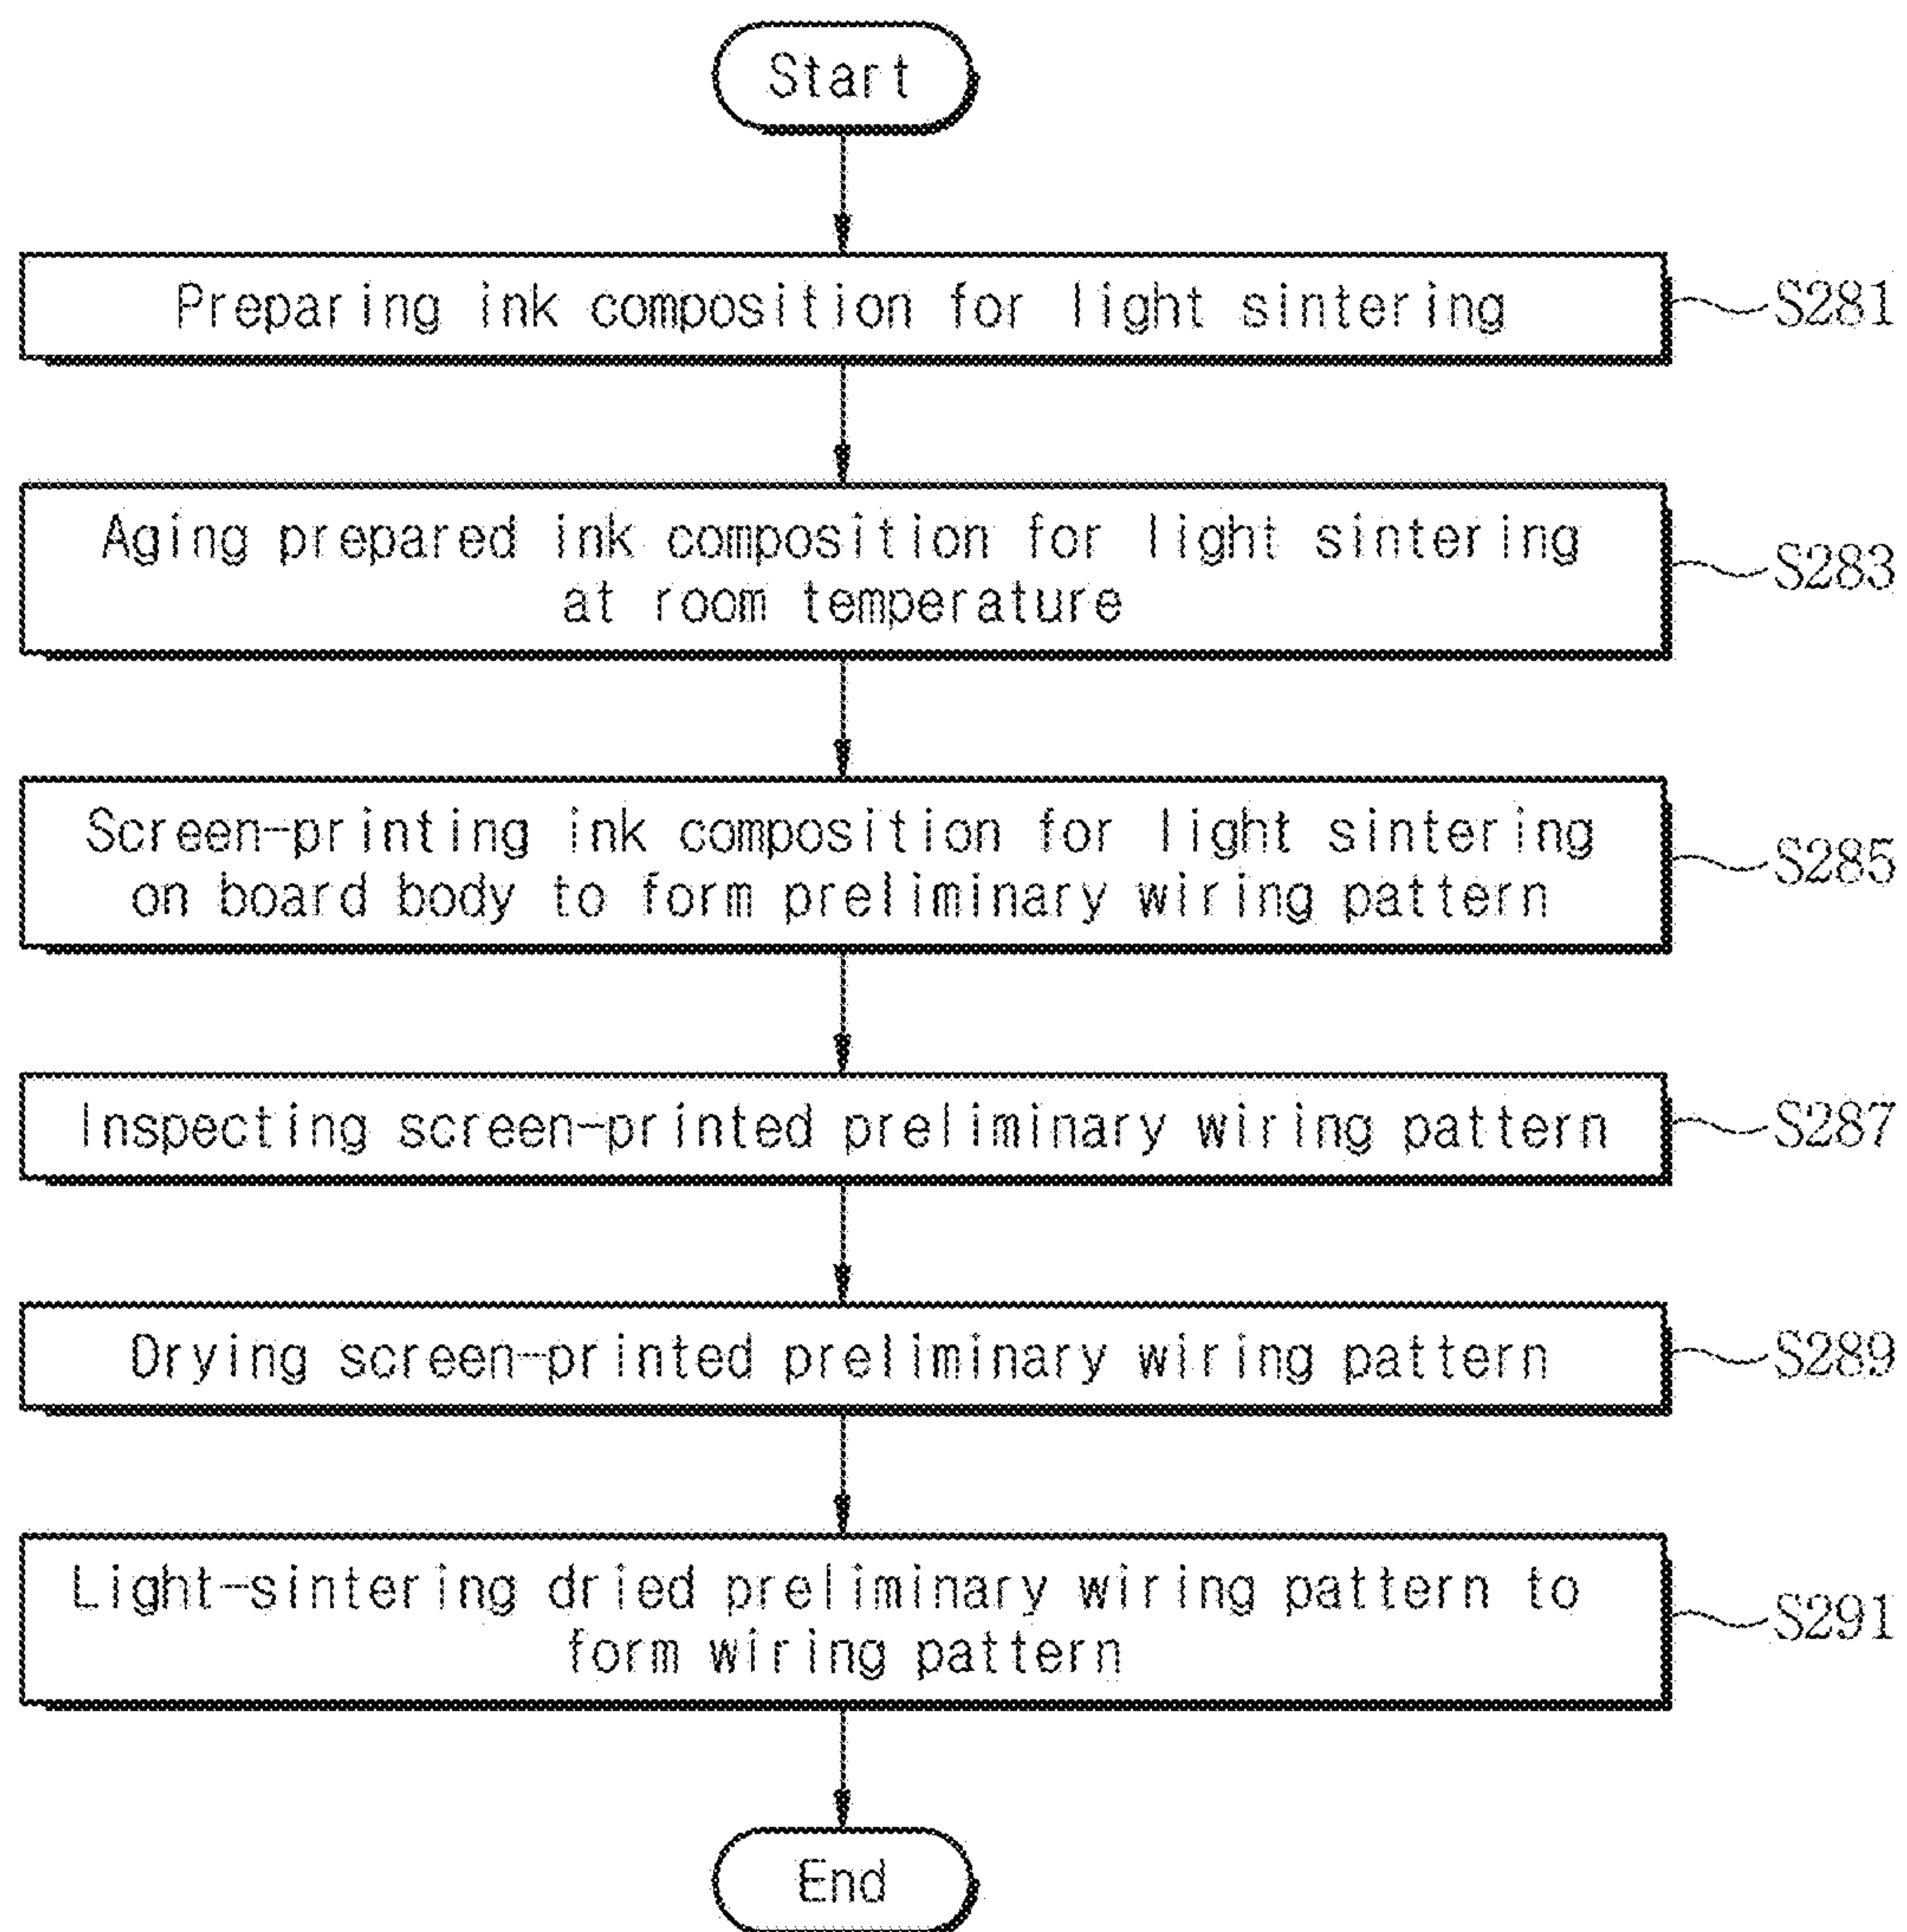 Start
Preparing ink composition for light sintering
S281
Aging prepared ink composition for light sintering
at room temperature
S283
Screen-printing ink composition for light sintering
on board body to form preliminary wiring pattern
S285
Inspecting screen-printed preliminary wiring pattern
S287
Drying screen-printed preliminary wiring pattern
S289
Light-sintering dried preliminary wiring pattern to
form wiring pattern
S291
End